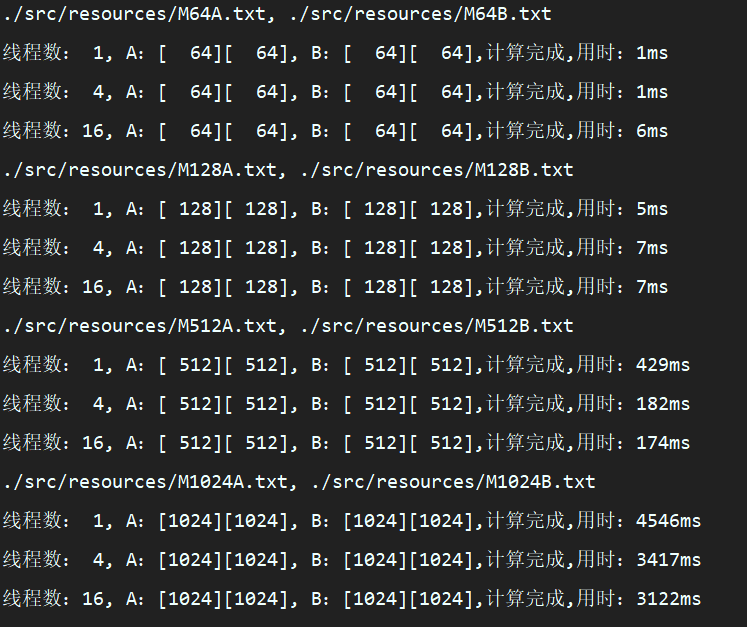 ./src/resources/M64A.txt, ./src/resources/M64B.txt
线程数： 1, A：[  64][  64], B：[  64][  64],计算完成,用时：1ms
线程数： 4, A：[  64][  64], B：[  64][  64],计算完成,用时：1ms
线程数：16, A：[  64][  64], B：[  64][  64],计算完成,用时：6ms
./src/resources/M128A.txt, ./src/resources/M128B.txt
线程数： 1, A：[ 128][ 128], B：[ 128][ 128],计算完成,用时：5ms
线程数： 4, A：[ 128][ 128], B：[ 128][ 128],计算完成,用时：7ms
线程数：16, A：[ 128][ 128], B：[ 128][ 128],计算完成,用时：7ms
./src/resources/M512A.txt, ./src/resources/M512B.txt
线程数： 1, A：[ 512][ 512], B：[ 512][ 512],计算完成,用时：429ms
线程数： 4, A：[ 512][ 512], B：[ 512][ 512],计算完成,用时：182ms
线程数：16, A：[ 512][ 512], B：[ 512][ 512],计算完成,用时：174ms
./src/resources/M1024A.txt, ./src/resources/M1024B.txt
线程数： 1, A：[1024][1024], B：[1024][1024],计算完成,用时：4546ms
线程数： 4, A：[1024][1024], B：[1024][1024],计算完成,用时：3417ms
线程数：16, A：[1024][1024], B：[1024][1024],计算完成,用时：3122ms